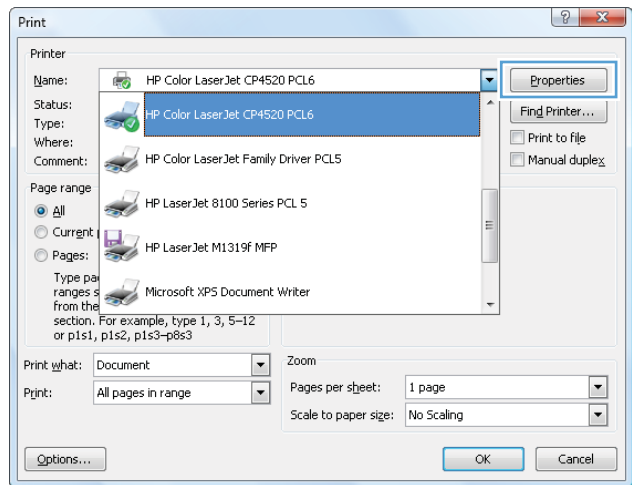 Print
Printer
Name: HP Color LaserJet CP4520 PCL6 Properties
Status: HP Color LaserJet CP4520 PCL6 Find Printer...
Type:
Where: Print to file
Comment: HP Color LaserJet Family Driver PCL5 Manual duplex
Page range
All HP LaserJet 8100 Series PCL 5
Current
Pages: HP LaserJet M1319f MFP
Type pa
ranges s Microsoft XPS Document Writer
from the
section. For example, type 1, 3, 5–12
or p1s1, p1s2, p1s3–p8s3
Print what: Document Zoom
Print: All pages in range Pages per sheet: 1 page
Scale to paper size: No Scaling
Options... OK Cancel